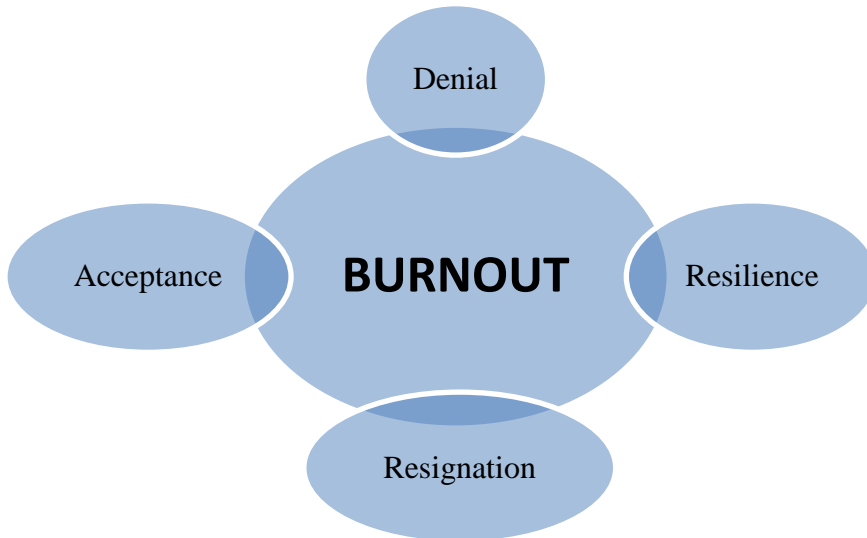 Denial
Acceptance
BURNOUT
Resilience
Resignation